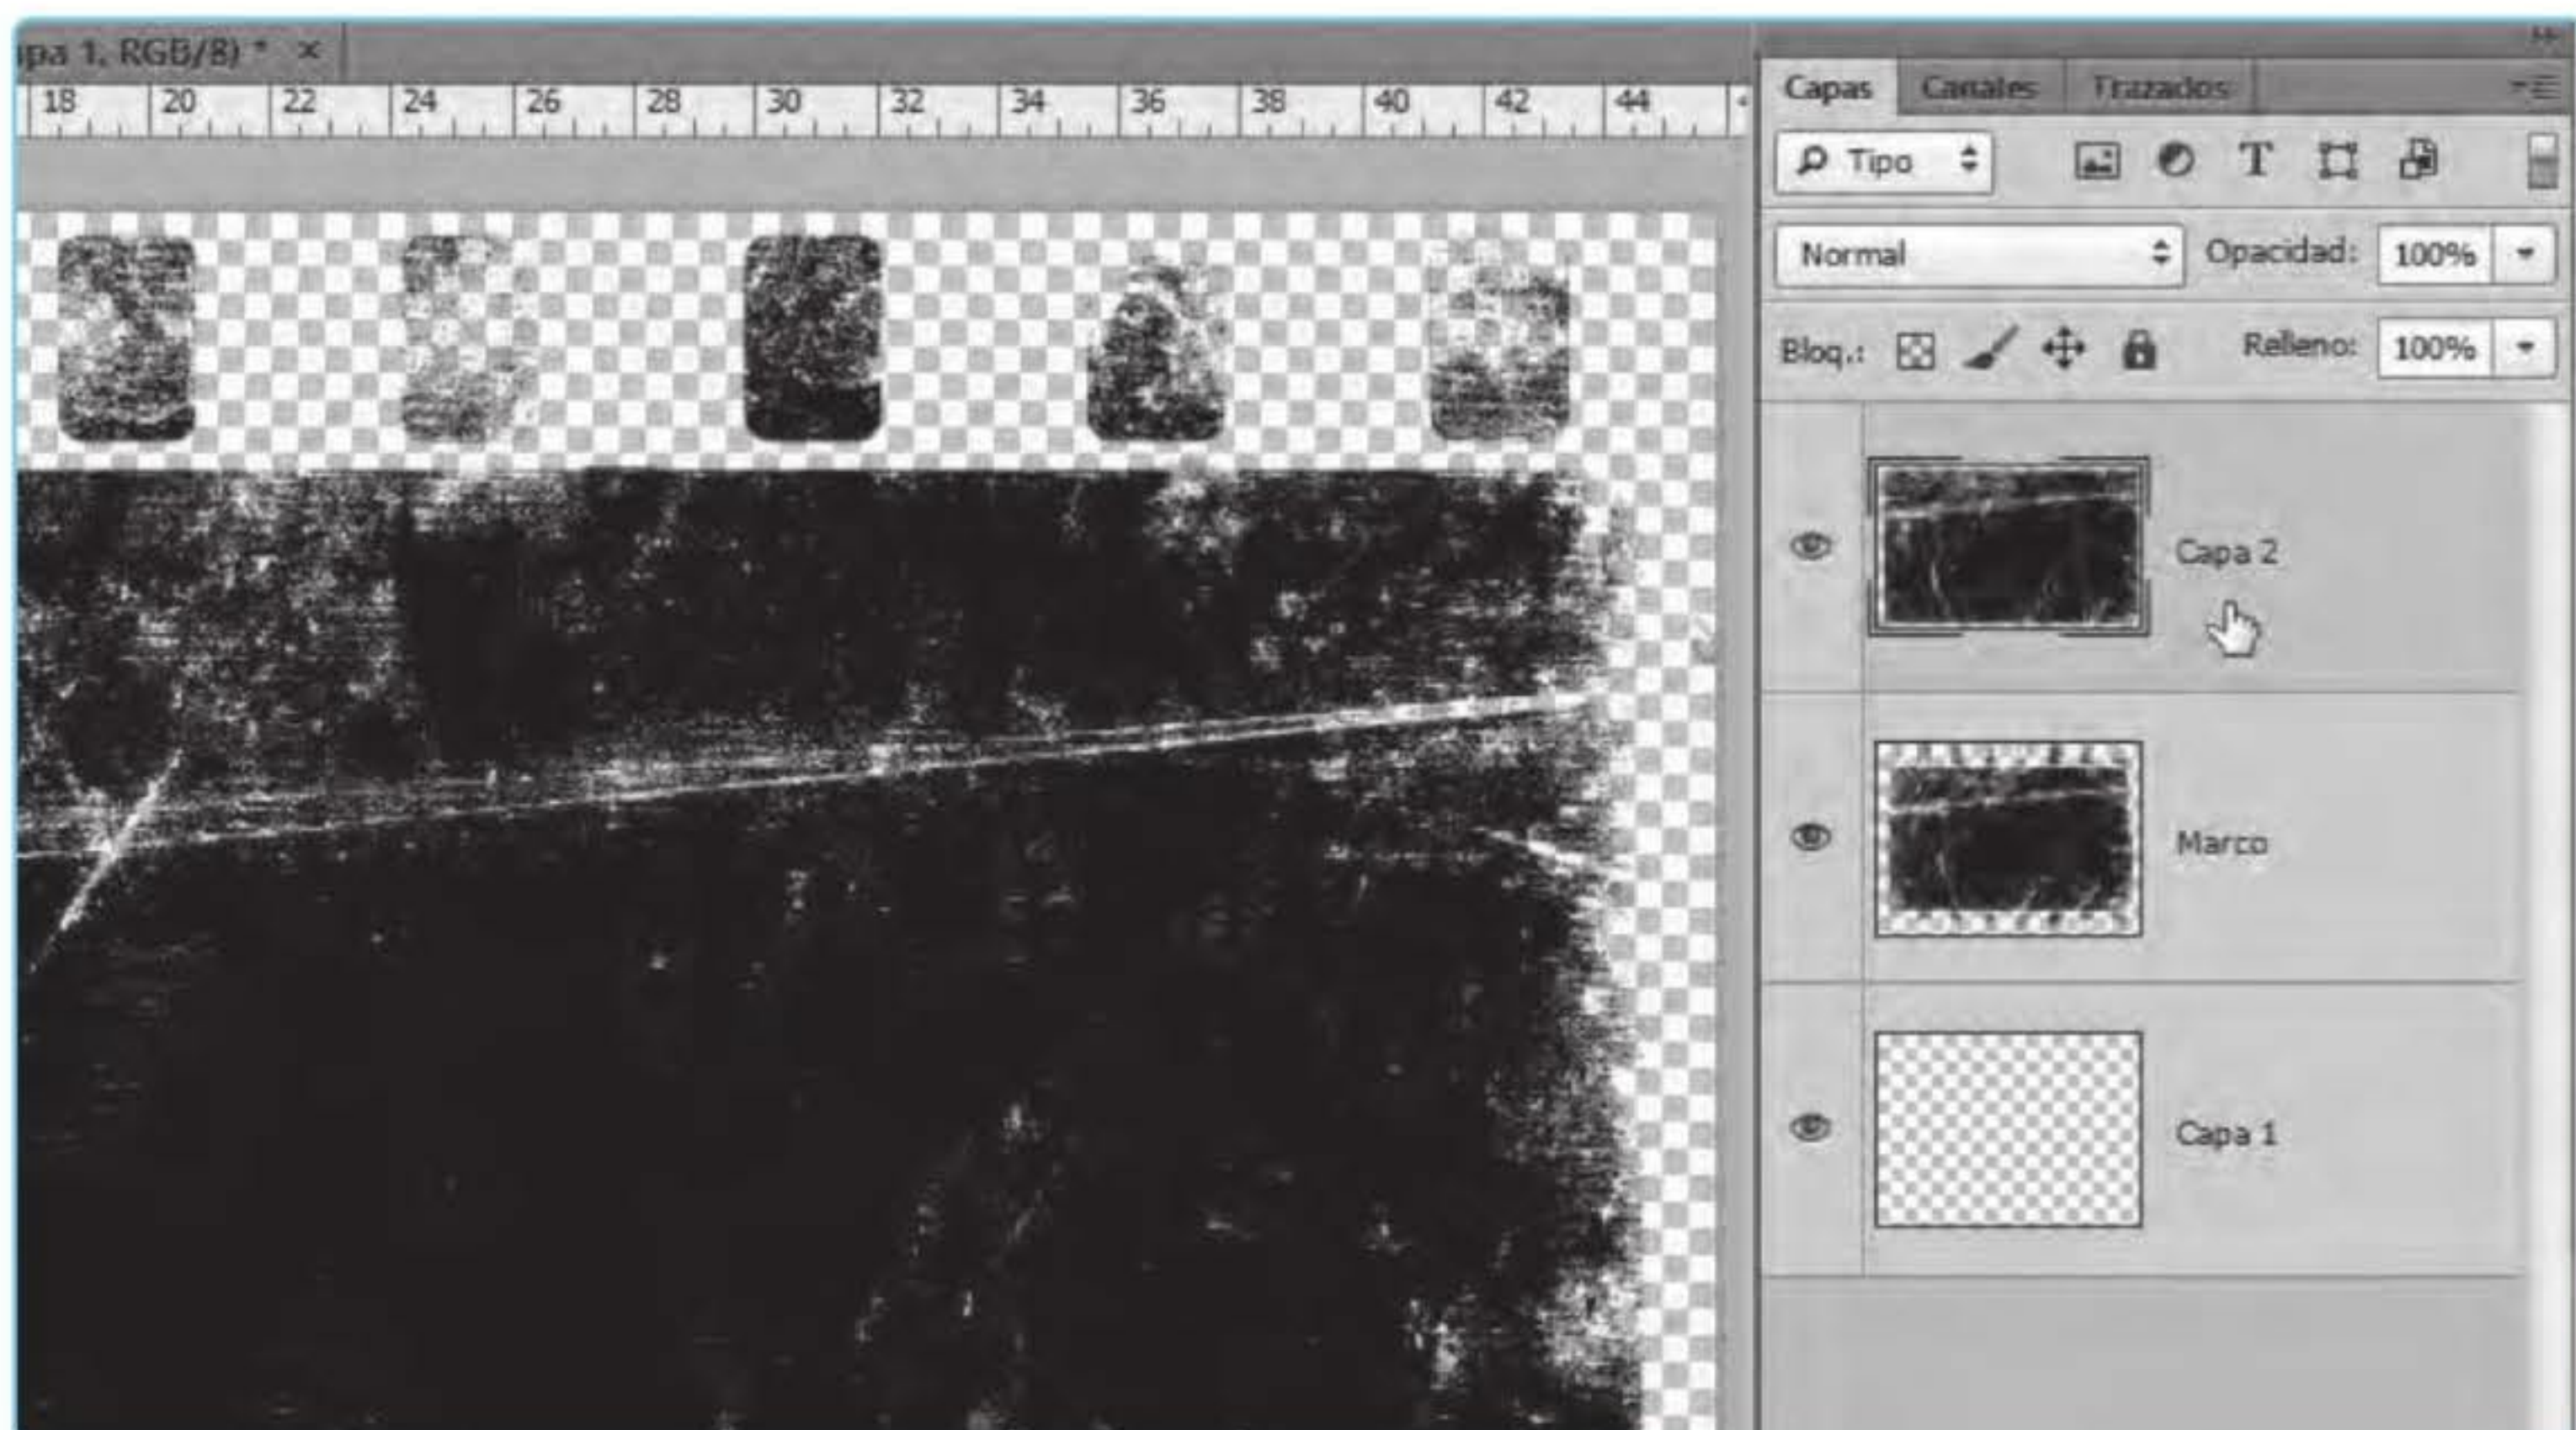 apa 1, RGB/8) * ×
18 20 22 24 26 28 30 32 34 36 38 40 42 44
Capas Canales Trazados
Tipo T
Normal Opacidad: 100%
Bloq.: Relleno: 100%
Capa 2
Marco
Capa 1